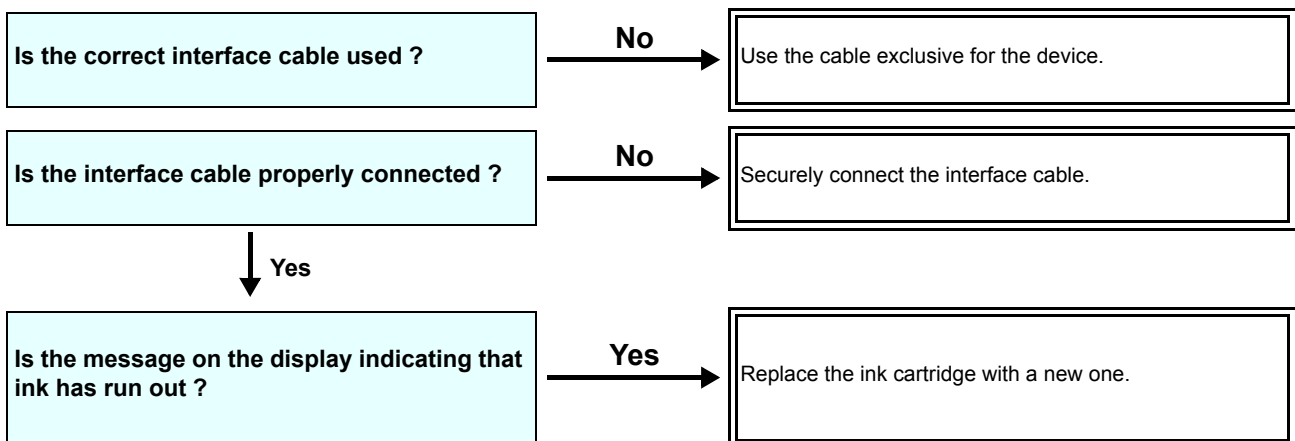 Is the correct interface cable used ?
No
Use the cable exclusive for the device.
Is the interface cable properly connected ?
No
Securely connect the interface cable.
Yes
Is the message on the display indicating that
ink has run out ?
Yes
Replace the ink cartridge with a new one.